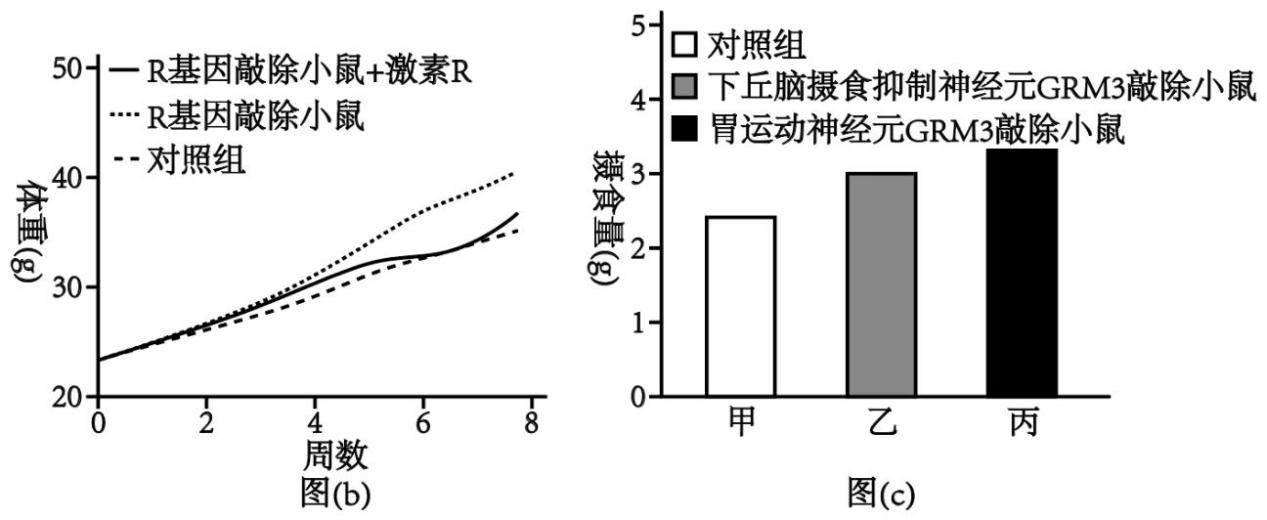 50
R基因敲除小鼠+激素R
R基因敲除小鼠
对照组
40
30
20
体重(g)
0 2 4 6 8
周数
图(b)
5
对照组
下丘脑摄食抑制神经元GRM3敲除小鼠
4
胃运动神经元GRM3敲除小鼠
3
2
1
0
摄食量(g)
甲 乙 丙
图(c)